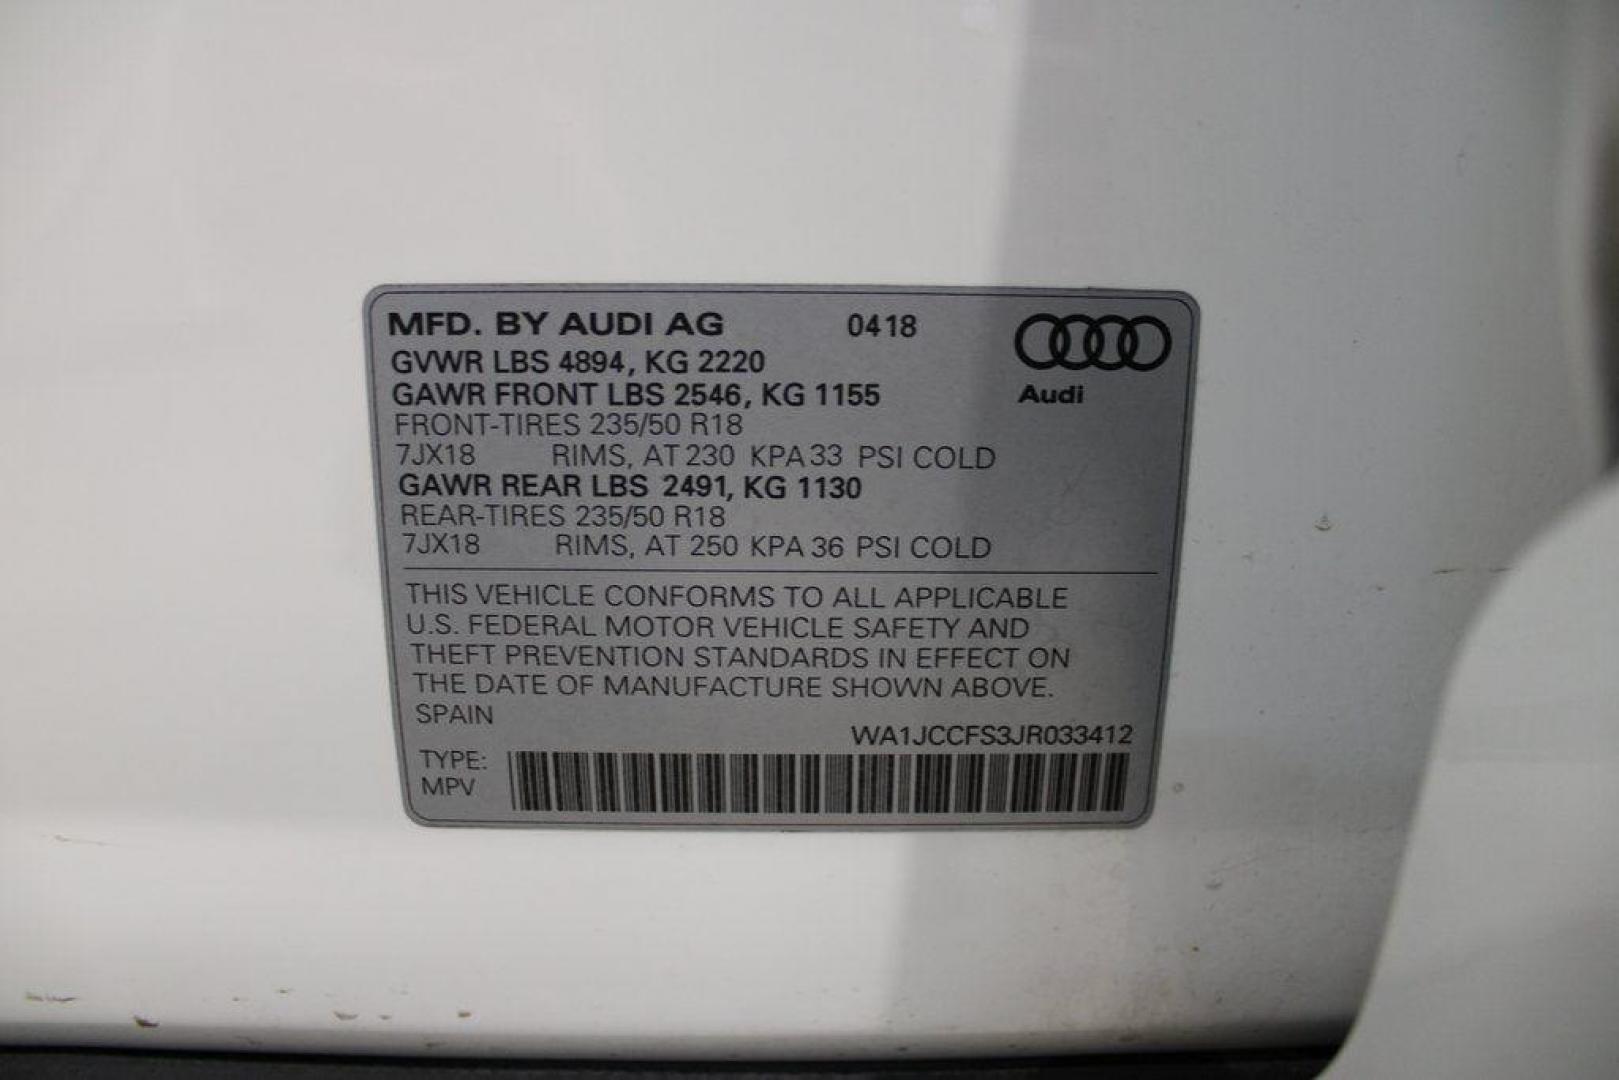 MFD. BY AUDI AG 0418
GVWR LBS 4894, KG 2220
GAWR FRONT LBS 2546, KG 1155
Audi
FRONT-TIRES 235/50 R18
7JX18 RIMS, AT 230 KPA 33 PSI COLD
GAWR REAR LBS 2491, KG 1130
REAR-TIRES 235/50 R18
7JX18 RIMS, AT 250 KPA 36 PSI COLD
THIS VEHICLE CONFORMS TO ALL APPLICABLE
U.S. FEDERAL MOTOR VEHICLE SAFETY AND
THEFT PREVENTION STANDARDS IN EFFECT ON
THE DATE OF MANUFACTURE SHOWN ABOVE.
SPAIN
WA1JCCFS3JR033412
TYPE:
MPV